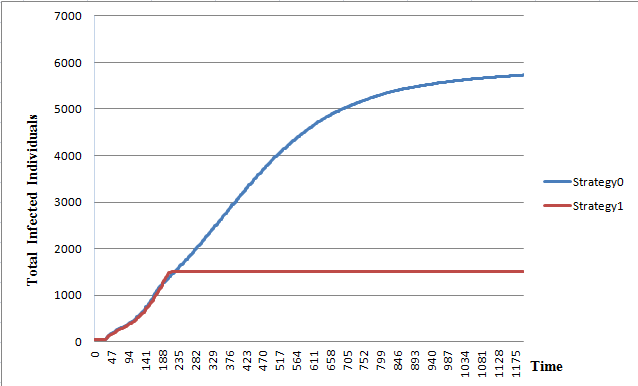 7000
6000
5000
4000
3000
2000
1000
0
Total Infected Individuals
0 47 94 141 188 235 282 329 376 423 470 517 564 611 658 705 752 799 846 893 940 987 1034 1081 1128 1175
Time
Strategy0
Strategy1